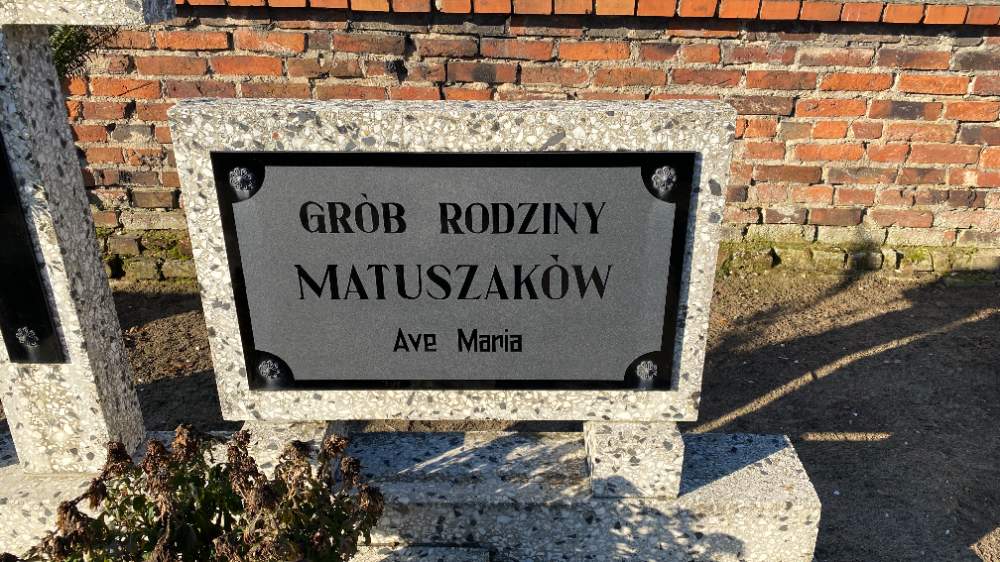 GRÒB RODZINY
MATUSZAKÒW
Ave Maria